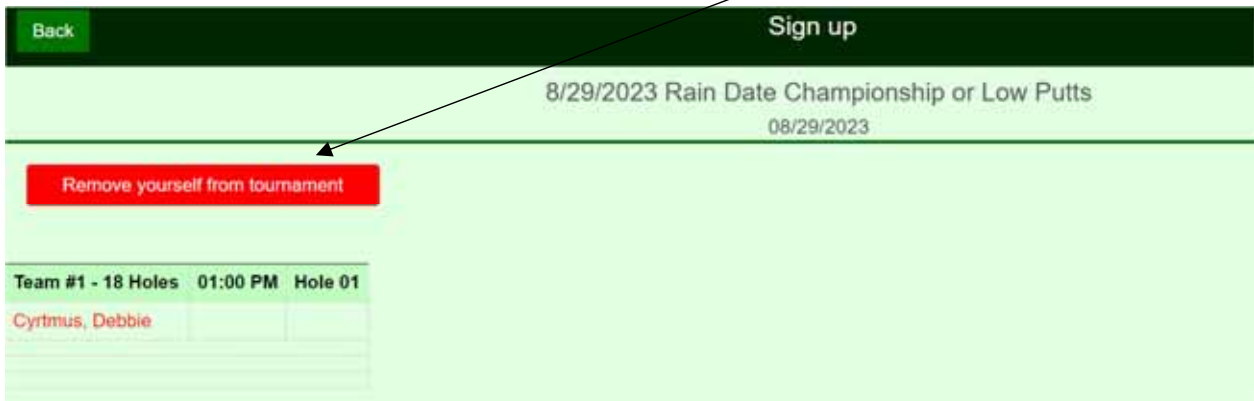 Back
Sign up
8/29/2023 Rain Date Championship or Low Putts
08/29/2023
Remove yourself from tournament
Team #1 - 18 Holes 01:00 PM Hole 01
Cyrtmus, Debbie